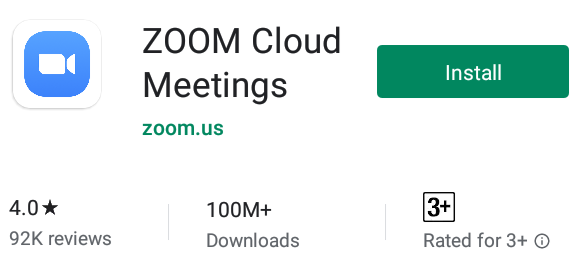 ZOOM Cloud
Meetings
Install
zoom.us
4.0★
100M+
3+
92K reviews
Downloads
Rated for 3+